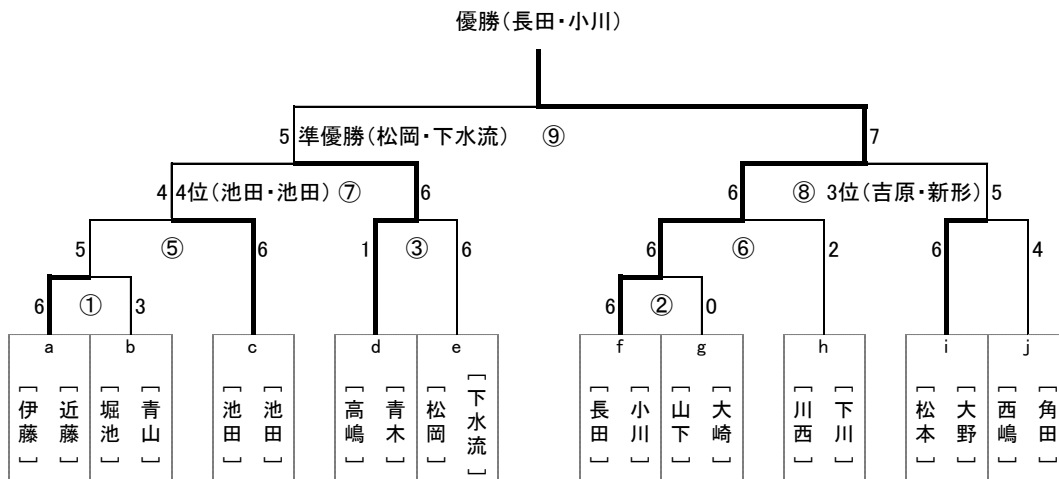 優勝(長田・小川)
5 準優勝(松岡・下水流) ⑨ 7
4 4位(池田・池田) ⑦ 6 6 ⑧ 3位(吉原・新形) 5
5 ⑤ 6 1 ③ 6 6 ⑥ 2 6 4
6 ① 3 6 ② 0
a b c d e f g h i j
[伊藤] [近藤] [堀池] [青山] [池田] [池田] [高嶋] [青木] [松岡] [下水流] [長田] [小川] [山下] [大崎] [川西] [下川] [松本] [大野] [西嶋] [角田]